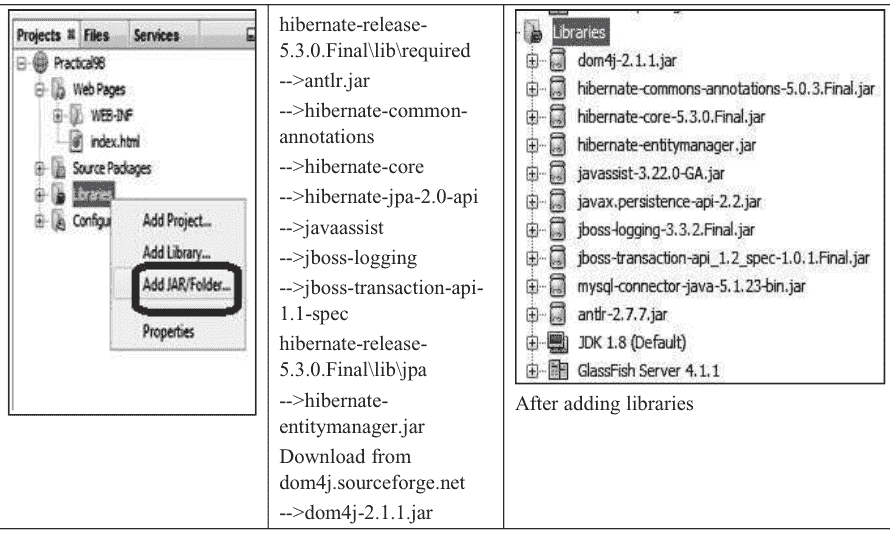 Projects
Files
Services
Practical9B
Web Pages
WEB-INF
index.html
Source Packages
Libraries
Configu
Add Project...
Add Library...
Add JAR/Folder...
Properties
hibernate-release-
5.3.0.Final\lib\required
-->antlr.jar
-->hibernate-common-
annotations
-->hibernate-core
-->hibernate-jpa-2.0-api
-->javaassist
-->jboss-logging
-->jboss-transaction-api-
1.1-spec
hibernate-release-
5.3.0.Final\lib\jpa
-->hibernate-
entitymanager.jar
Download from
dom4j.sourceforge.net
-->dom4j-2.1.1.jar
Libraries
dom4j-2.1.1.jar
hibernate-commons-annotations-5.0.3.Final.jar
hibernate-core-5.3.0.Final.jar
hibernate-entitymanager.jar
javassist-3.22.0-GA.jar
javax.persistence-api-2.2.jar
jboss-logging-3.3.2.Final.jar
jboss-transaction-api_1.2_spec-1.0.1.Final.jar
mysql-connector-java-5.1.23-bin.jar
antlr-2.7.7.jar
JDK 1.8 (Default)
GlassFish Server 4.1.1
After adding libraries